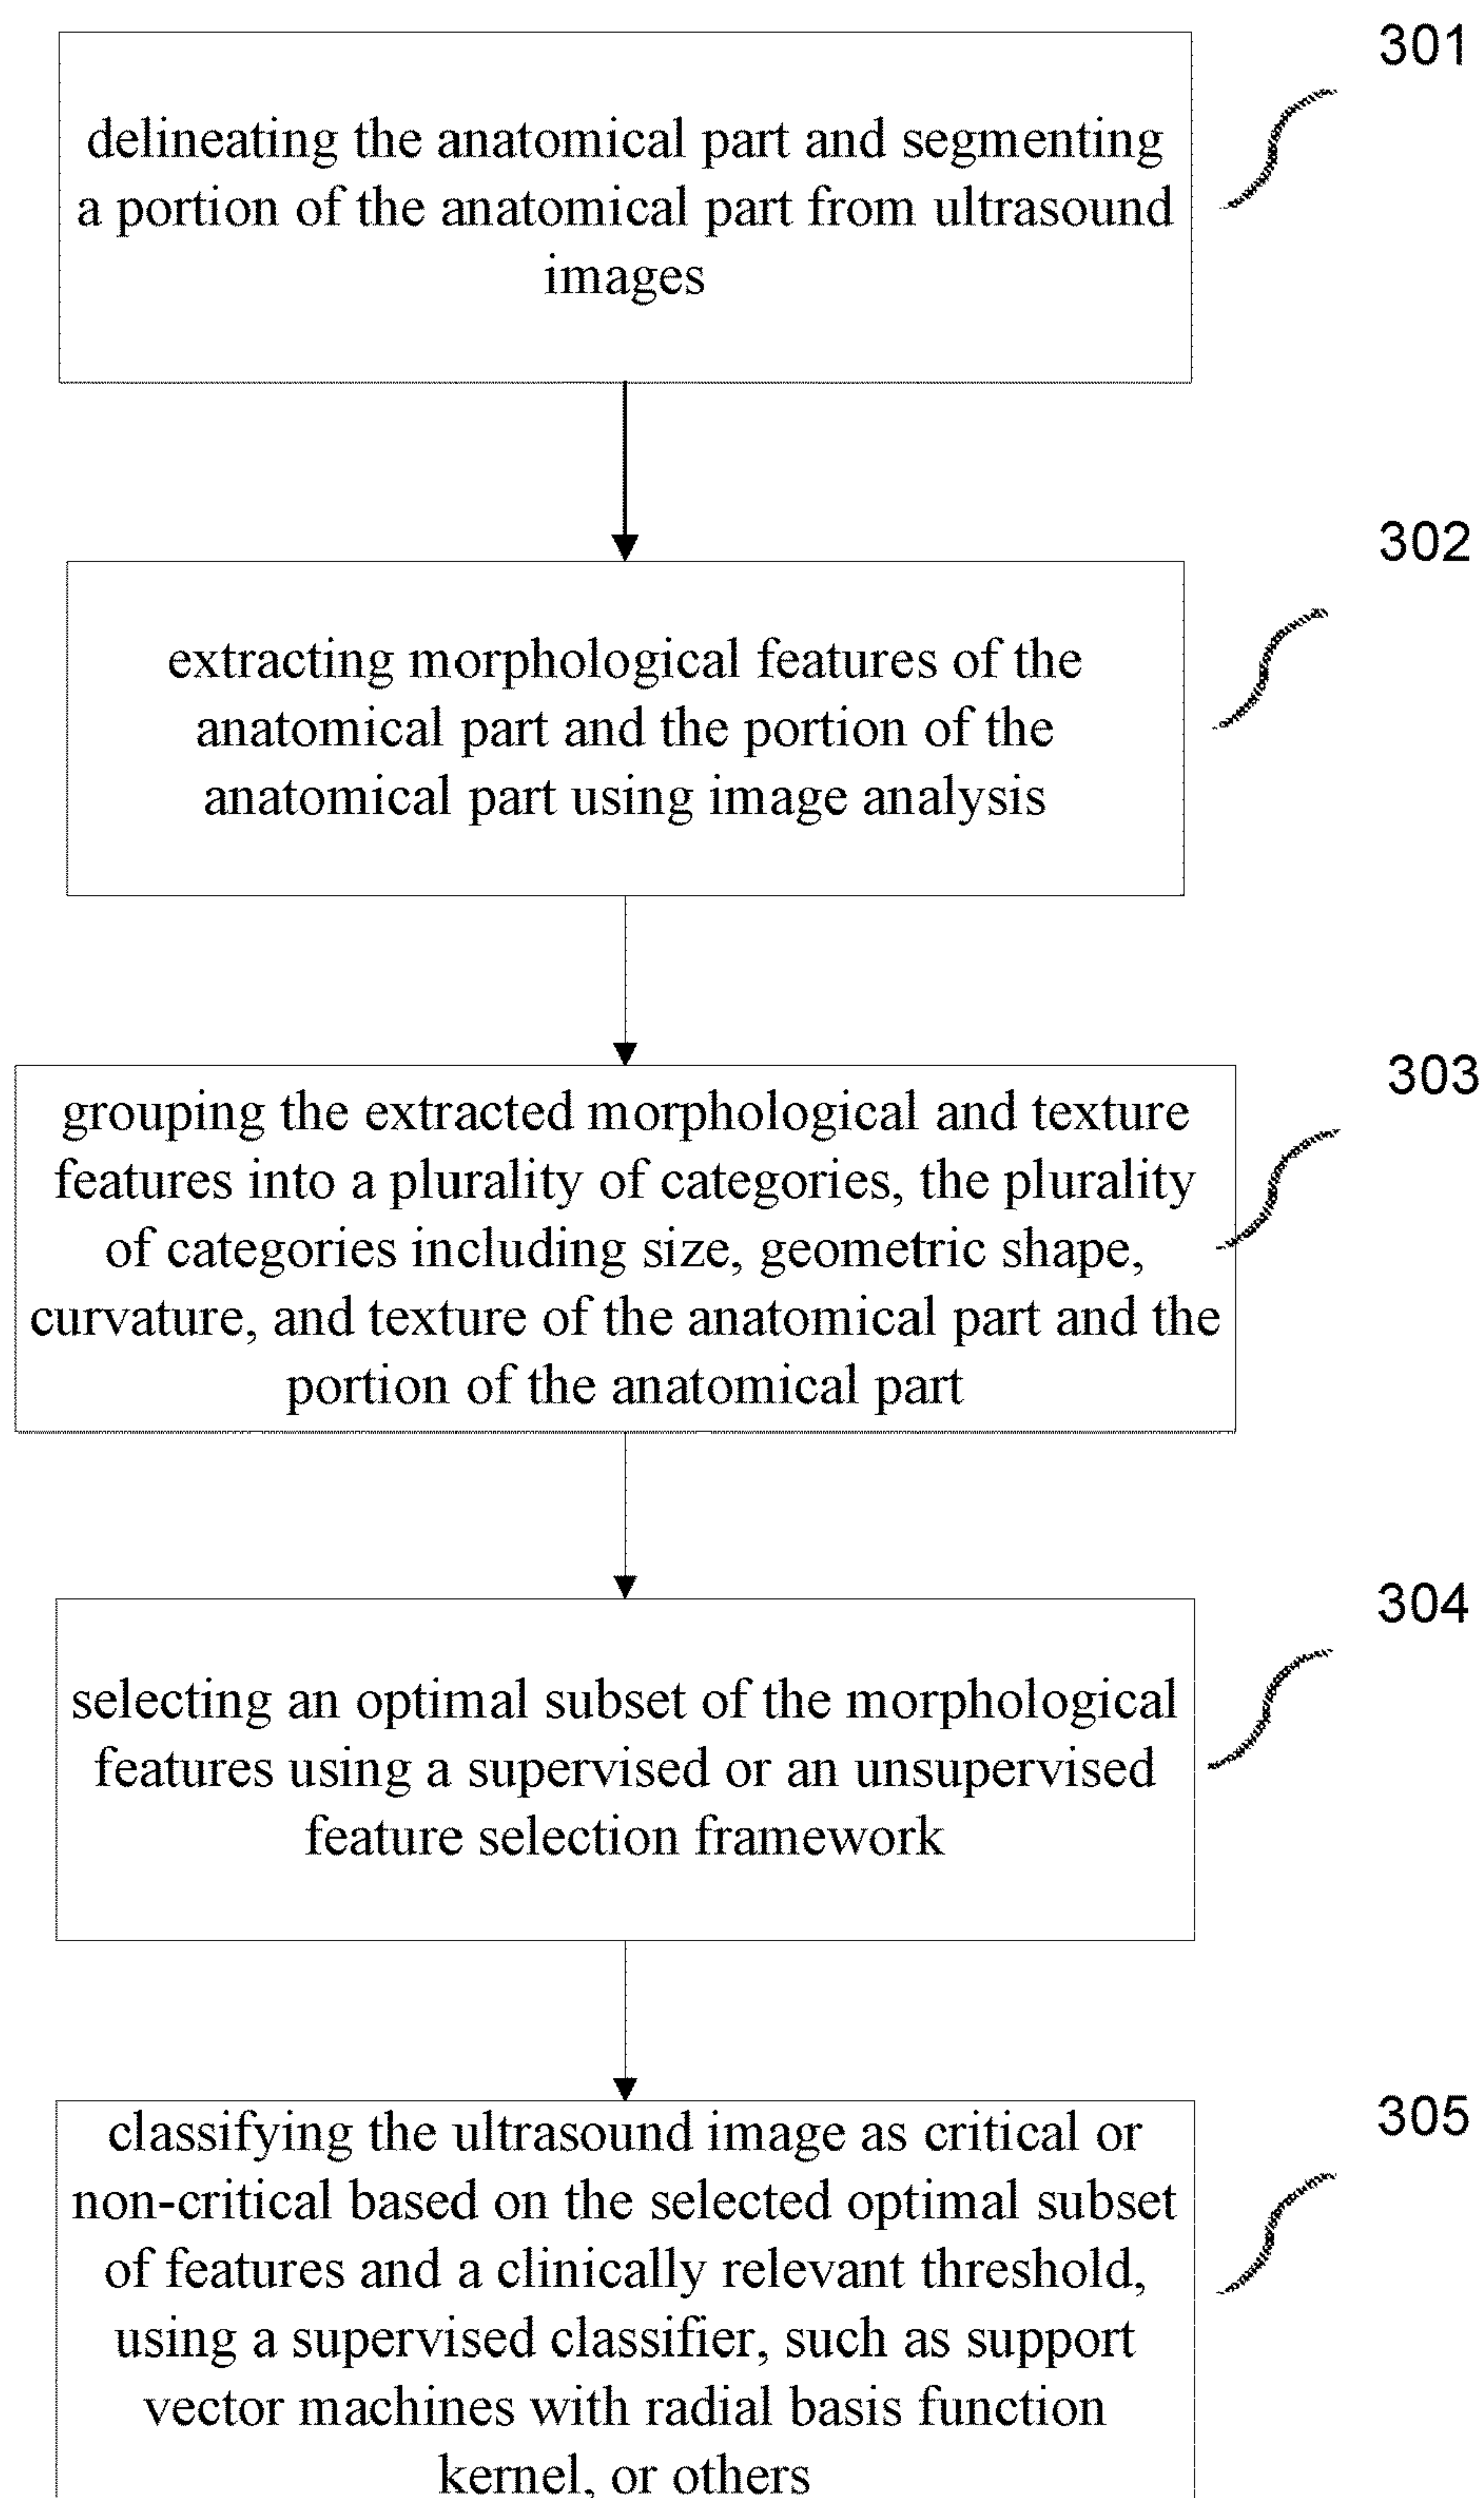 301
delineating the anatomical part and segmenting
a portion of the anatomical part from ultrasound
images
302
extracting morphological features of the
anatomical part and the portion of the
anatomical part using image analysis
303
grouping the extracted morphological and texture
features into a plurality of categories, the plurality
of categories including size, geometric shape,
curvature, and texture of the anatomical part and the
portion of the anatomical part
304
selecting an optimal subset of the morphological
features using a supervised or an unsupervised
feature selection framework
305
classifying the ultrasound image as critical or
non-critical based on the selected optimal subset
of features and a clinically relevant threshold,
using a supervised classifier, such as support
vector machines with radial basis function
kernel, or others